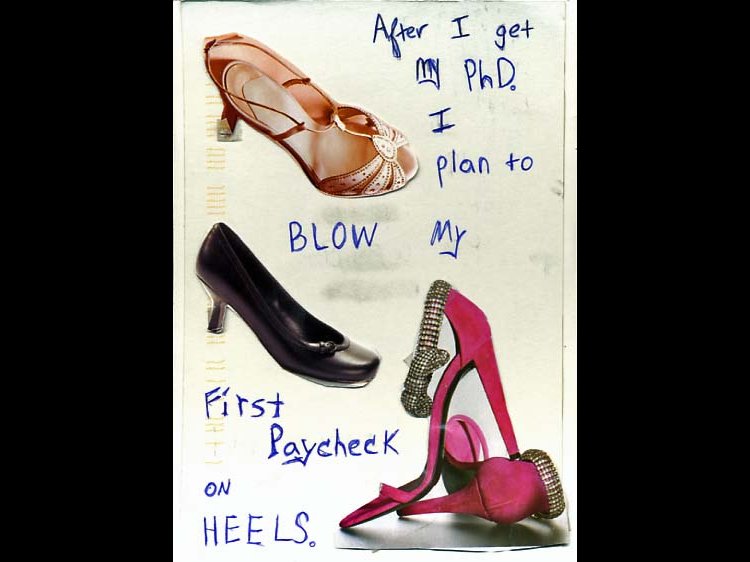 After I get
My PhD.
I
plan to
BLOW My
First
Paycheck
ON
HEELS.